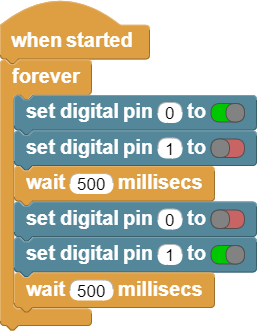 when started
forever
set digital pin 0 to
set digital pin 1 to
wait 500 millisecs
set digital pin 0 to
set digital pin 1 to
wait 500 millisecs